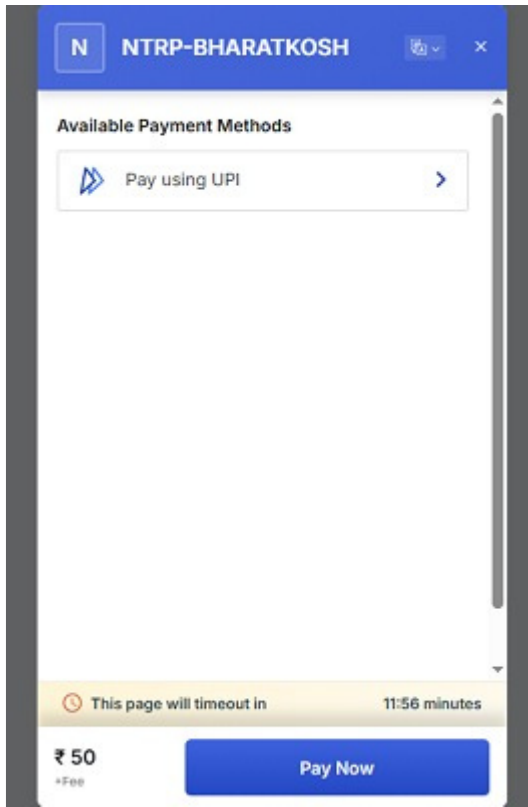 N NTRP-BHARATKOSH
Available Payment Methods
Pay using UPI
This page will timeout in 11:56 minutes
₹ 50
+Fee
Pay Now